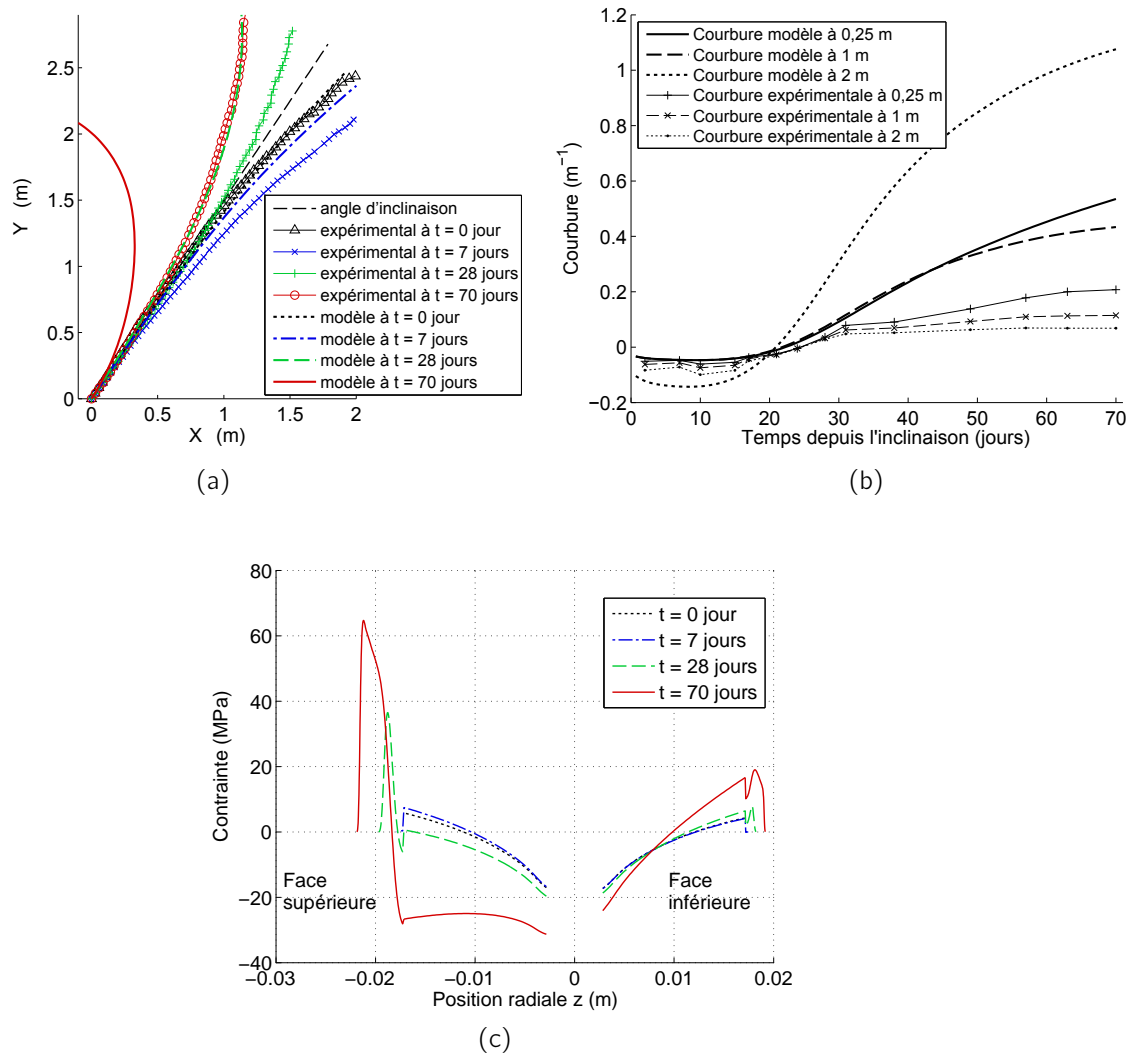 (a)
Y (m)
2.5
2
1.5
1
0.5
0
0
0.5
1
1.5
2
X (m)
angle d'inclinaison
expérimental à t = 0 jour
expérimental à t = 7 jours
expérimental à t = 28 jours
expérimental à t = 70 jours
modèle à t = 0 jour
modèle à t = 7 jours
modèle à t = 28 jours
modèle à t = 70 jours
(a)
(b)
Courbure (m⁻¹)
1.2
1
0.8
0.6
0.4
0.2
0
−0.2
0
10
20
30
40
50
60
70
Temps depuis l'inclinaison (jours)
Courbure modèle à 0,25 m
Courbure modèle à 1 m
Courbure modèle à 2 m
Courbure expérimentale à 0,25 m
Courbure expérimentale à 1 m
Courbure expérimentale à 2 m
(b)
Contrainte (MPa)
80
60
40
20
0
−20
−40
−0.03
−0.02
−0.01
0
0.01
0.02
Position radiale z (m)
t = 0 jour
t = 7 jours
t = 28 jours
t = 70 jours
Face
supérieure
Face
inférieure
(c)